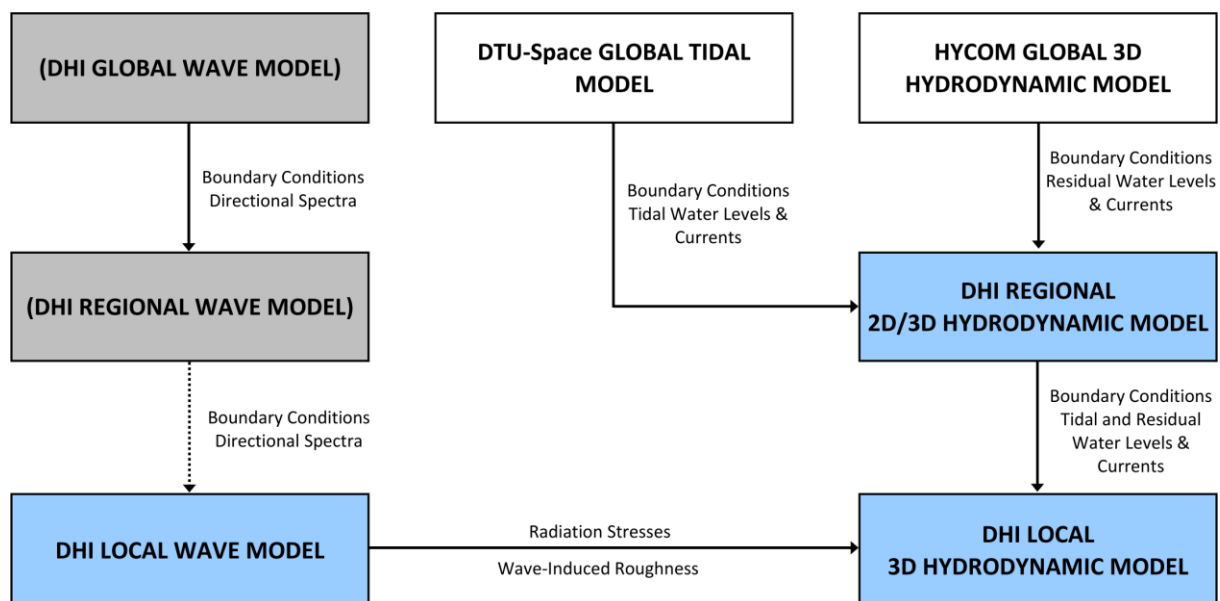 (DHI GLOBAL WAVE MODEL)
DTU-Space GLOBAL TIDAL
MODEL
HYCOM GLOBAL 3D
HYDRODYNAMIC MODEL
Boundary Conditions
Directional Spectra
Boundary Conditions
Tidal Water Levels &
Currents
Boundary Conditions
Residual Water Levels
& Currents
(DHI REGIONAL WAVE MODEL)
DHI REGIONAL
2D/3D HYDRODYNAMIC MODEL
Boundary Conditions
Directional Spectra
Boundary Conditions
Tidal and Residual
Water Levels &
Currents
DHI LOCAL WAVE MODEL
Radiation Stresses
Wave-Induced Roughness
DHI LOCAL
3D HYDRODYNAMIC MODEL